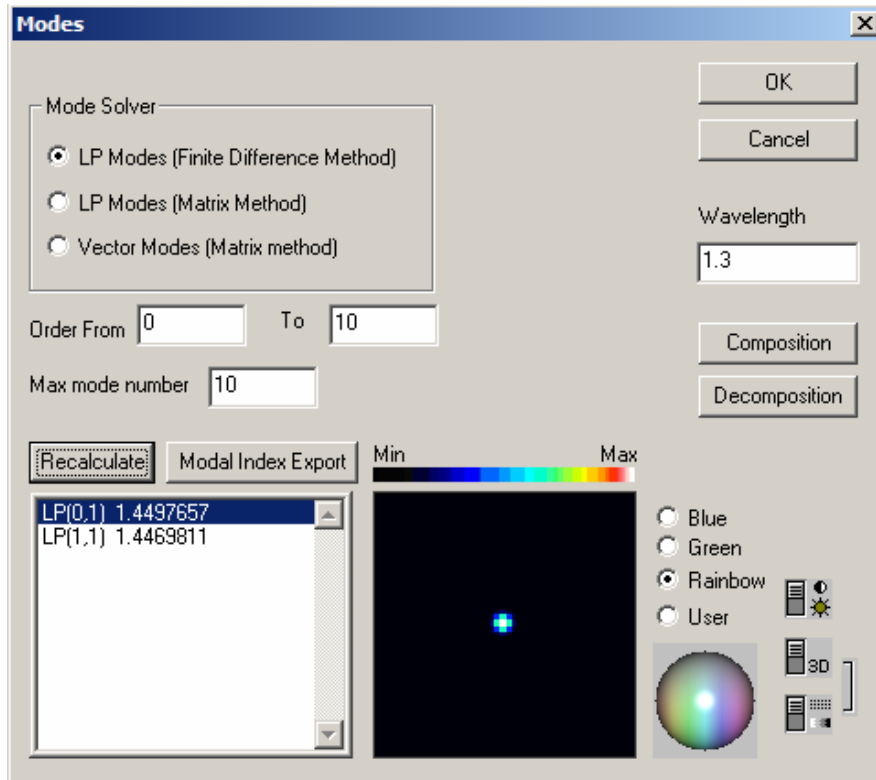 Modes
Mode Solver
LP Modes (Finite Difference Method)
LP Modes (Matrix Method)
Vector Modes (Matrix method)
OK
Cancel
Wavelength
1.3
Order From 0 To 10
Max mode number 10
Composition
Decomposition
Recalculate Modal Index Export
Min Max
LP(0,1) 1.4497657
LP(1,1) 1.4469811
Blue
Green
Rainbow
User
3D